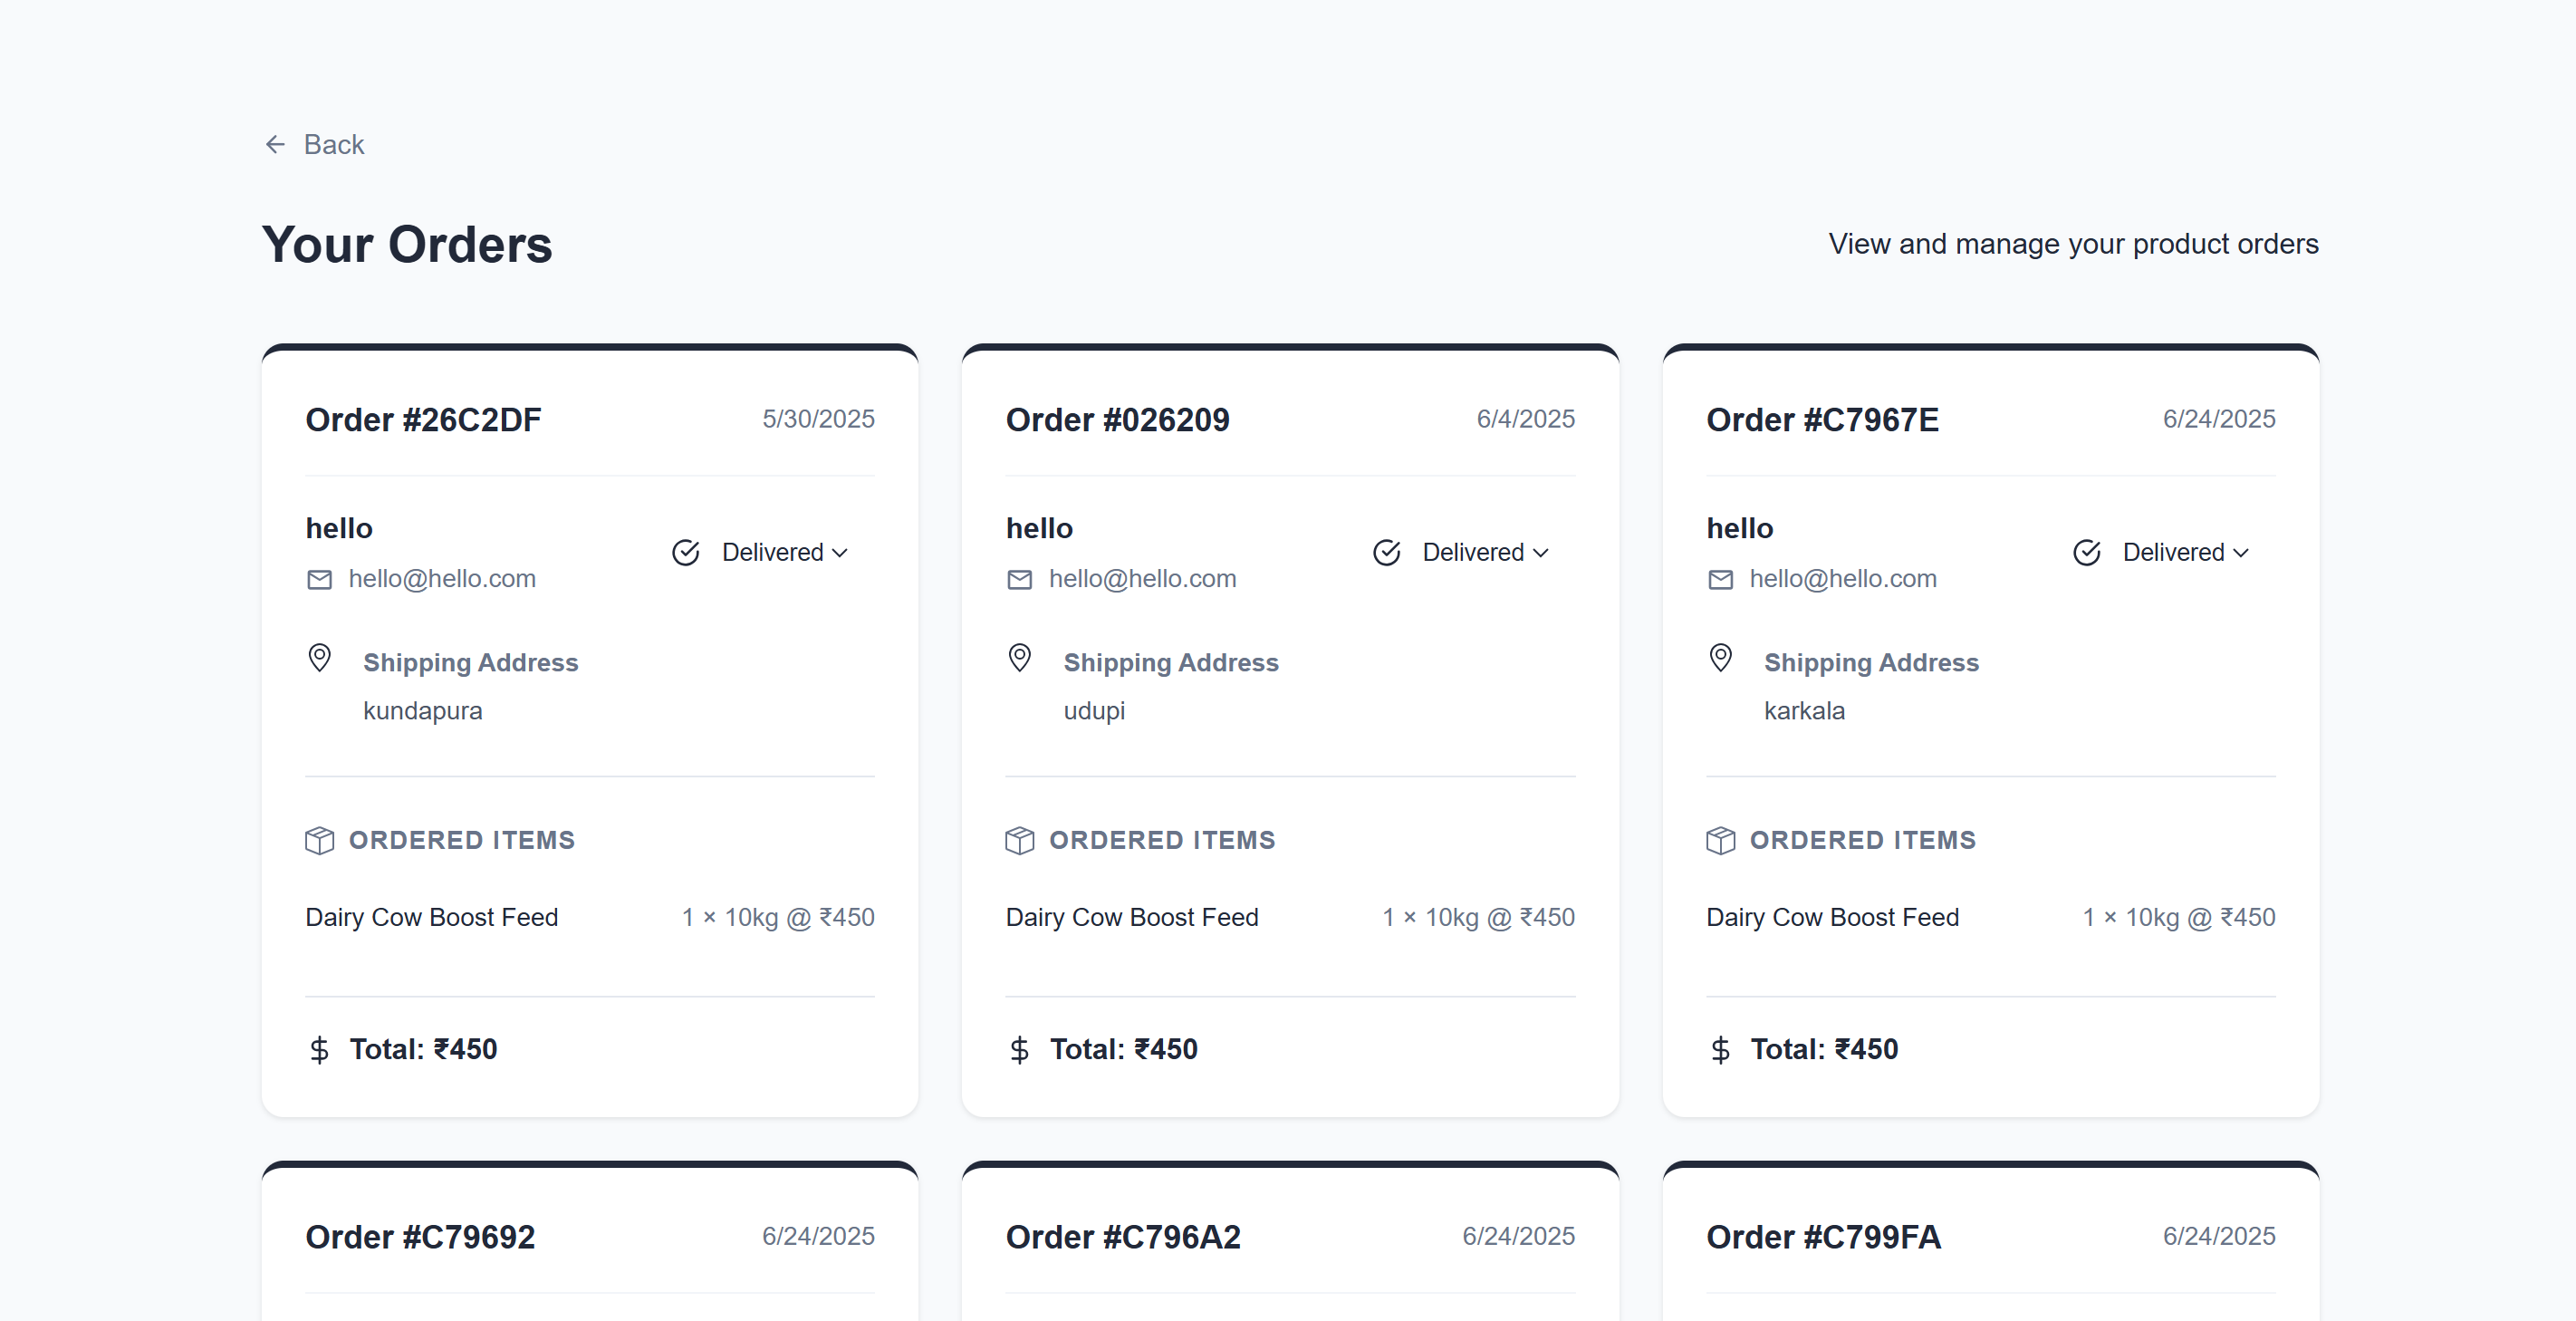 Back
Your Orders
View and manage your product orders
Order #26C2DF
5/30/2025
hello
hello@hello.com
Delivered
Shipping Address
kundapura
ORDERED ITEMS
Dairy Cow Boost Feed
1 × 10kg @ ₹450
Total: ₹450
Order #026209
6/4/2025
hello
hello@hello.com
Delivered
Shipping Address
udupi
ORDERED ITEMS
Dairy Cow Boost Feed
1 × 10kg @ ₹450
Total: ₹450
Order #C7967E
6/24/2025
hello
hello@hello.com
Delivered
Shipping Address
karkala
ORDERED ITEMS
Dairy Cow Boost Feed
1 × 10kg @ ₹450
Total: ₹450
Order #C79692
6/24/2025
Order #C796A2
6/24/2025
Order #C799FA
6/24/2025